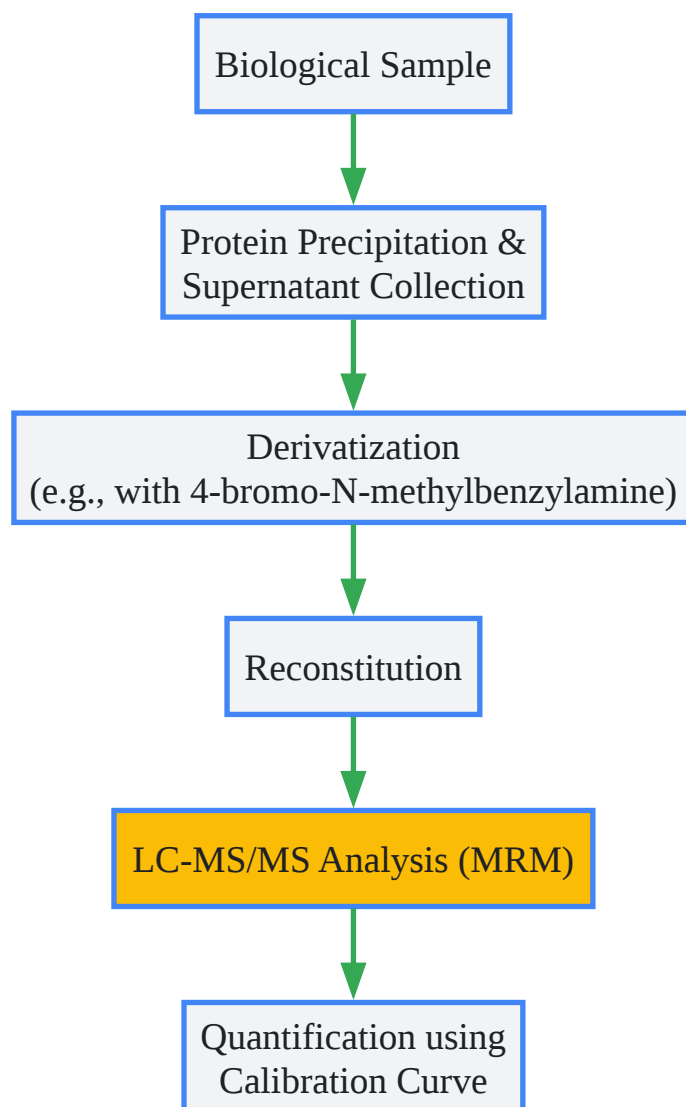 Biological Sample
Protein Precipitation &
Supernatant Collection
Derivatization
(e.g., with 4-bromo-N-methylbenzylamine)
Reconstitution
LC-MS/MS Analysis (MRM)
Quantification using
Calibration Curve